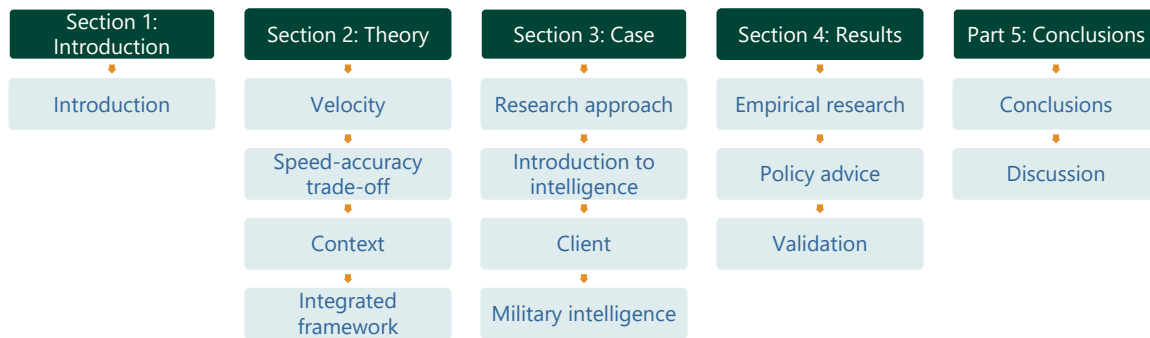 Section 1:
Introduction
Introduction
Section 2: Theory
Velocity
Speed-accuracy
trade-off
Context
Integrated
framework
Section 3: Case
Research approach
Introduction to
intelligence
Client
Military intelligence
Section 4: Results
Empirical research
Policy advice
Validation
Part 5: Conclusions
Conclusions
Discussion